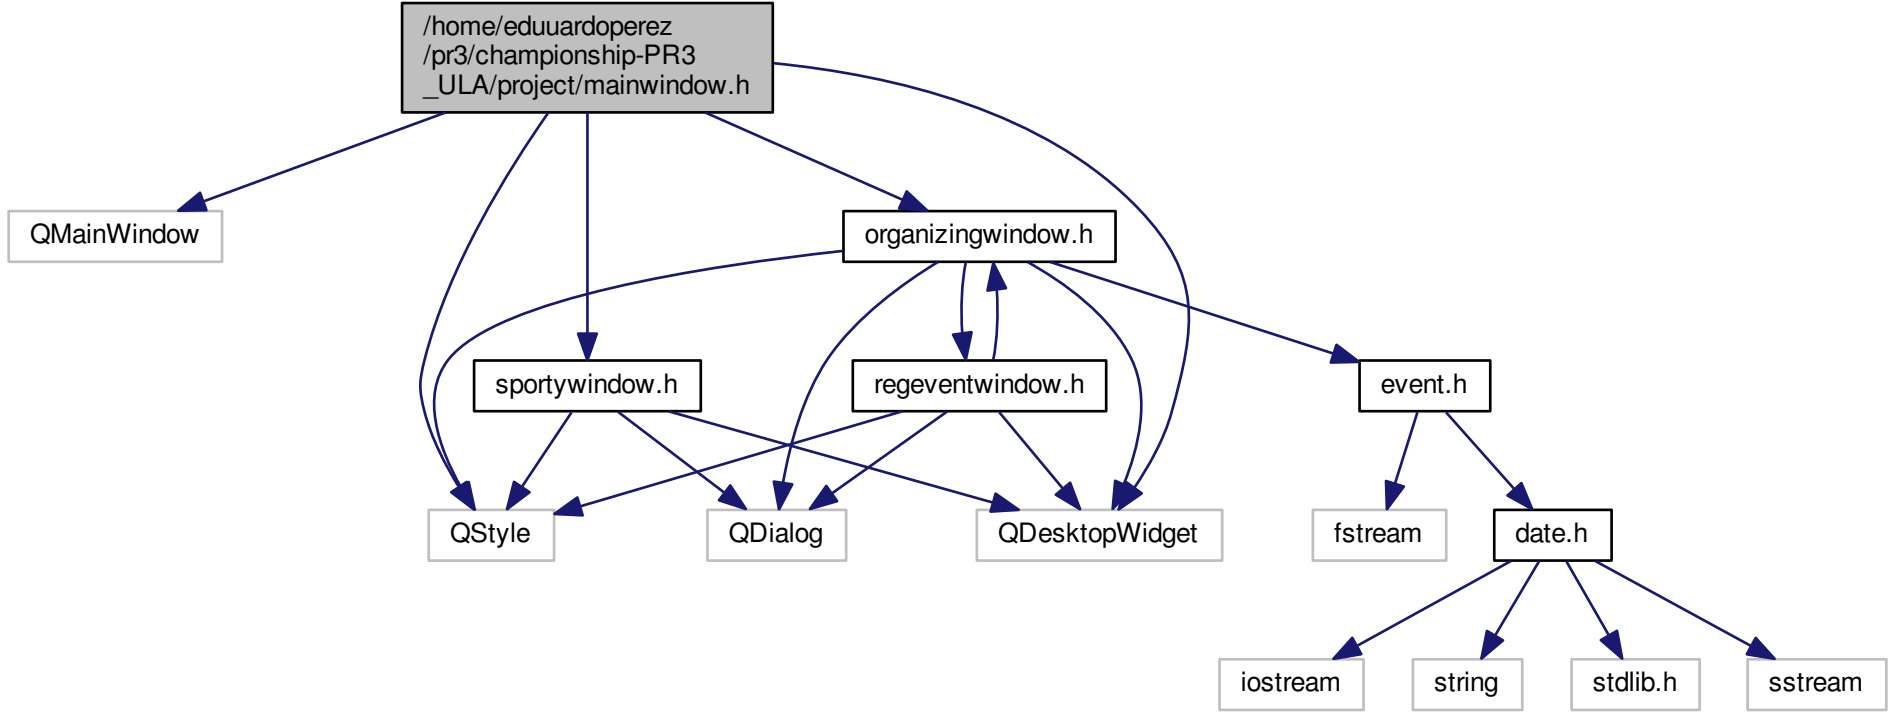 /home/eduuardoperez
/pr3/championship-PR3
_ULA/project/mainwindow.h
QMainWindow
organizingwindow.h
sportywindow.h
regeventwindow.h
event.h
QStyle
QDialog
QDesktopWidget
fstream
date.h
iostream
string
stdlib.h
sstream